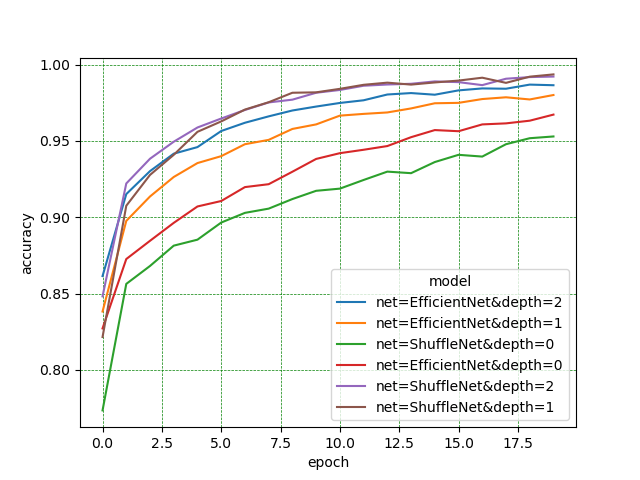 1.00
0.95
0.90
0.85
0.80
accuracy
model
net=EfficientNet&depth=2
net=EfficientNet&depth=1
net=ShuffleNet&depth=0
net=EfficientNet&depth=0
net=ShuffleNet&depth=2
net=ShuffleNet&depth=1
0.0 2.5 5.0 7.5 10.0 12.5 15.0 17.5
epoch